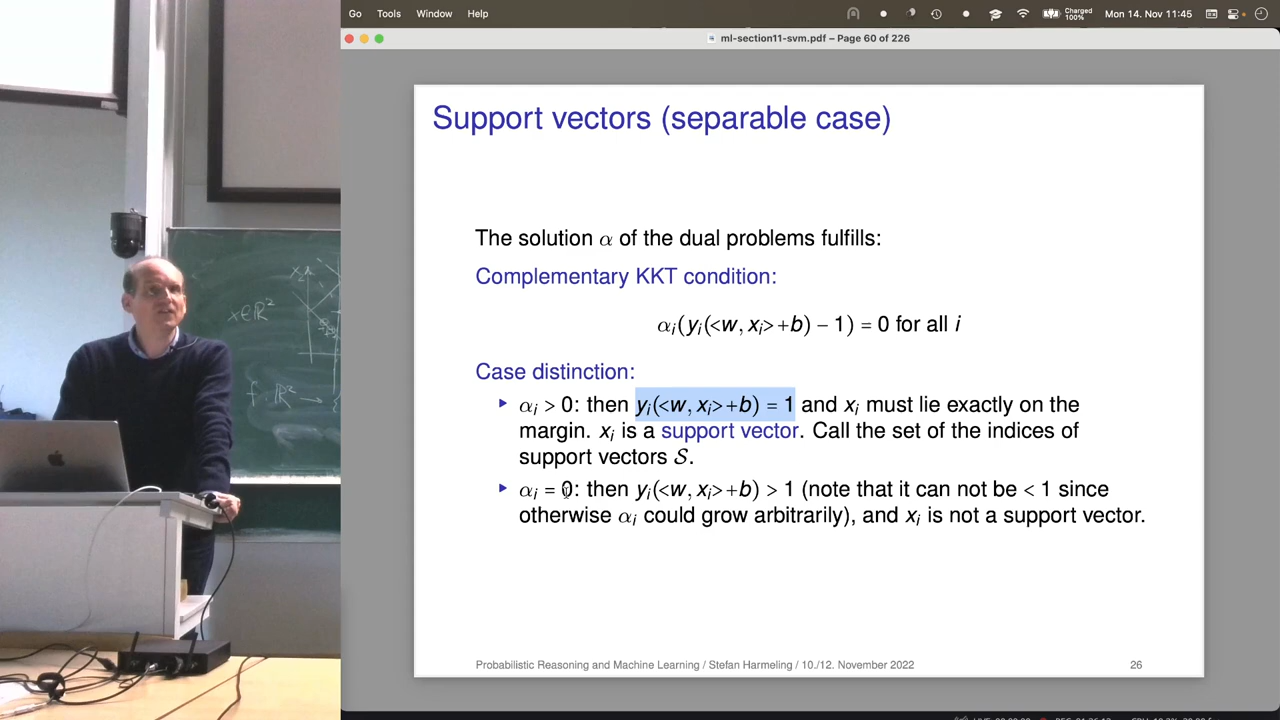 Go Tools Window Help Charged 100% Mon 14. Nov 11:45
ml-section11-svm.pdf – Page 60 of 226
Support vectors (separable case)
The solution α of the dual problems fulfills:
Complementary KKT condition:
αᵢ(yᵢ(<w, xᵢ>+b) − 1) = 0 for all i
Case distinction:
▸ αᵢ > 0: then yᵢ(<w, xᵢ>+b) = 1 and xᵢ must lie exactly on the
margin. xᵢ is a support vector. Call the set of the indices of
support vectors 𝒮.
▸ αᵢ = 0: then yᵢ(<w, xᵢ>+b) > 1 (note that it can not be < 1 since
otherwise αᵢ could grow arbitrarily), and xᵢ is not a support vector.
Probabilistic Reasoning and Machine Learning / Stefan Harmeling / 10./12. November 2022 26
x∈ℝ²